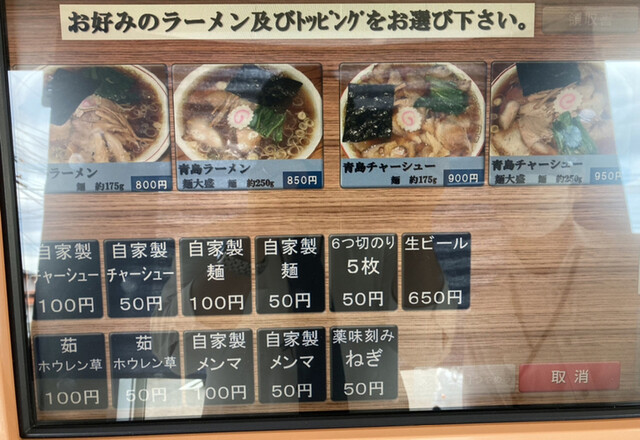 お好みのラーメン及びﾄｯﾋﾟﾝｸﾞをお選び下さい。
ラーメン
麺 約175g 800円
青島ラーメン
麺大盛 麺 約250g 850円
青島チャーシュー
麺 約175g 900円
青島チャーシュー
麺大盛 麺 約250g 950円
自家製
チャーシュー
100円
自家製
チャーシュー
50円
自家製
麺
100円
自家製
麺
50円
6つ切のり
5枚
50円
生ビール
650円
茹
ホウレン草
100円
茹
ホウレン草
50円
自家製
メンマ
100円
自家製
メンマ
50円
薬味刻み
ねぎ
50円
取消